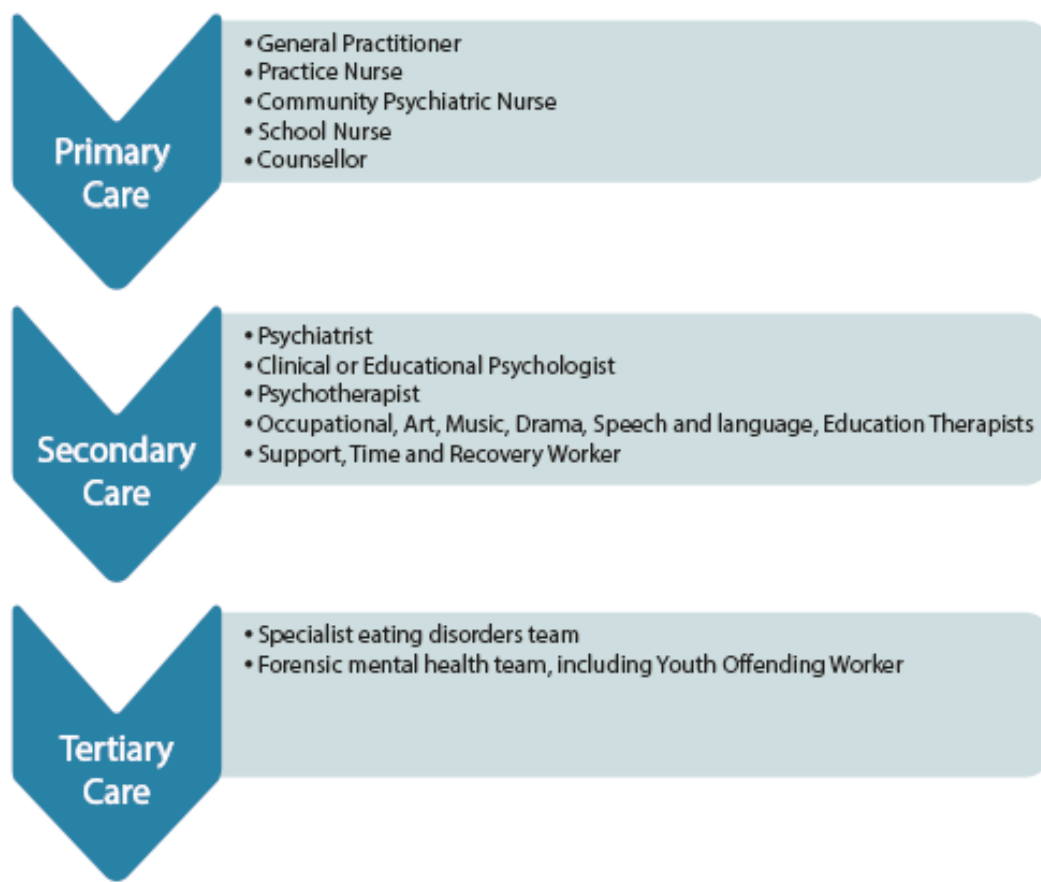 Primary
Care
• General Practitioner
• Practice Nurse
• Community Psychiatric Nurse
• School Nurse
• Counsellor
Secondary
Care
• Psychiatrist
• Clinical or Educational Psychologist
• Psychotherapist
• Occupational, Art, Music, Drama, Speech and language, Education Therapists
• Support, Time and Recovery Worker
Tertiary
Care
• Specialist eating disorders team
• Forensic mental health team, including Youth Offending Worker